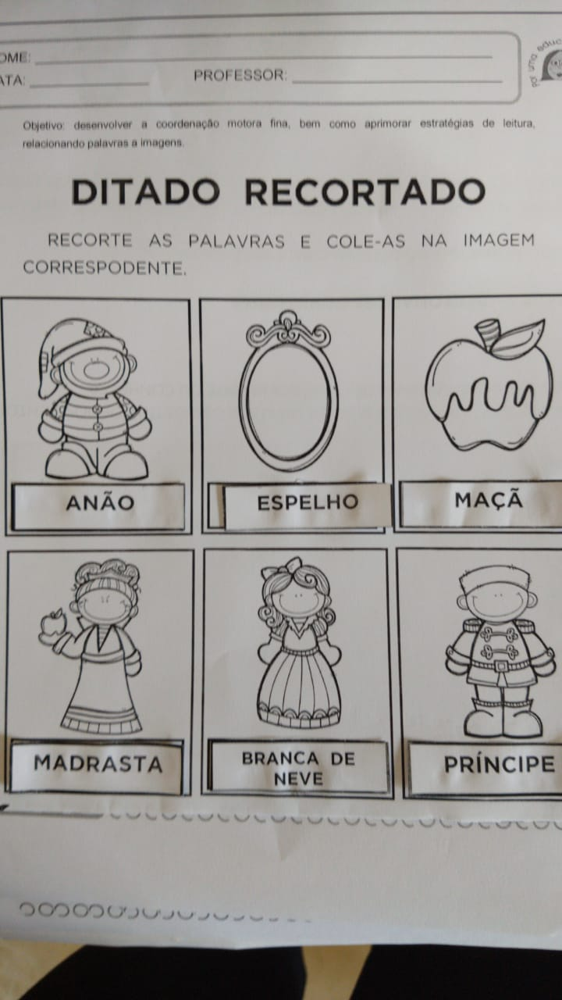 OME:
ATA: PROFESSOR:
por uma educ
Objetivo: desenvolver a coordenação motora fina, bem como aprimorar estratégias de leitura,
relacionando palavras a imagens.
DITADO RECORTADO
RECORTE AS PALAVRAS E COLE-AS NA IMAGEM
CORRESPODENTE.
ANÃO ESPELHO MAÇÃ
MADRASTA BRANCA DE NEVE PRÍNCIPE